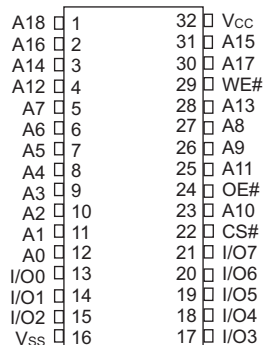 A18 1 32 Vcc
A16 2 31 A15
A14 3 30 A17
A12 4 29 WE#
A7 5 28 A13
A6 6 27 A8
A5 7 26 A9
A4 8 25 A11
A3 9 24 OE#
A2 10 23 A10
A1 11 22 CS#
A0 12 21 I/O7
I/O0 13 20 I/O6
I/O1 14 19 I/O5
I/O2 15 18 I/O4
Vss 16 17 I/O3